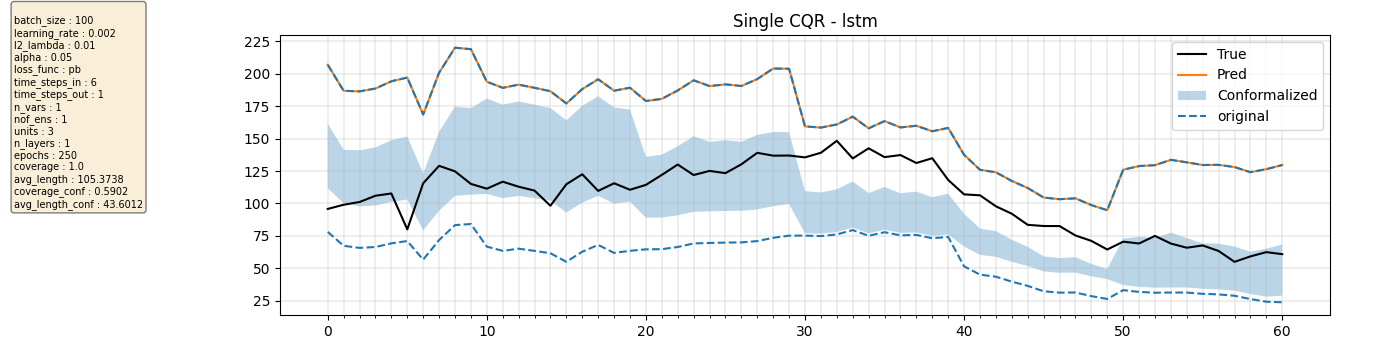 batch_size : 100
learning_rate : 0.002
l2_lambda : 0.01
alpha : 0.05
loss_func : pb
time_steps_in : 6
time_steps_out : 1
n_vars : 1
nof_ens : 1
units : 3
n_layers : 1
epochs : 250
coverage : 1.0
avg_length : 105.3738
coverage_conf : 0.5902
avg_length_conf : 43.6012
Single CQR - lstm
225
200
175
150
125
100
75
50
25
True
Pred
Conformalized
original
0 10 20 30 40 50 60